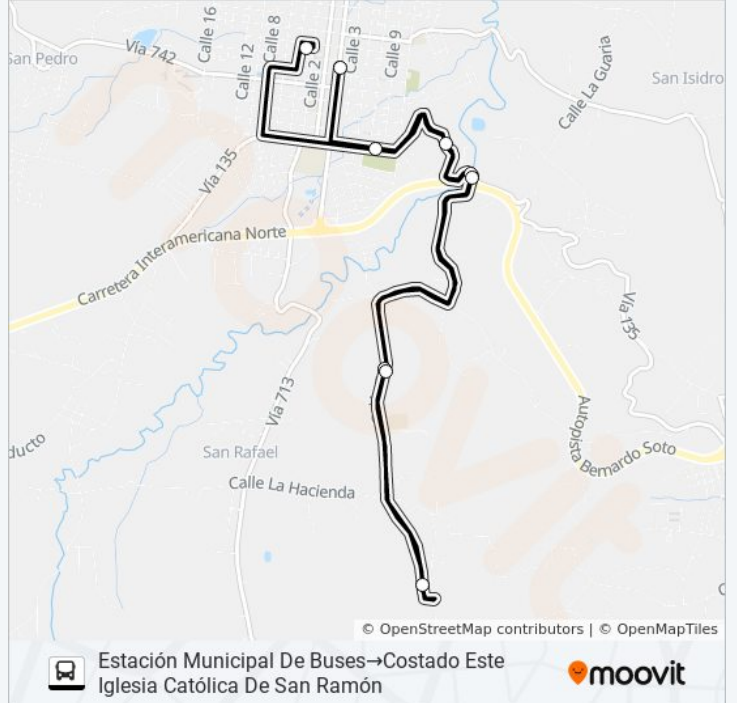 Calle 16
Calle 8
Vía 742
San Pedro
Calle 12
Calle 2
Calle 3
Calle 9
Calle La Guaria
San Isidro
Vía 135
Carretera Interamericana Norte
Vía 135
Vía 713
Autopista Bernardo Soto
ducto
San Rafael
Calle La Hacienda
C
moovit
© OpenStreetMap contributors | © OpenMapTiles
Estación Municipal De Buses→Costado Este
Iglesia Católica De San Ramón
moovit